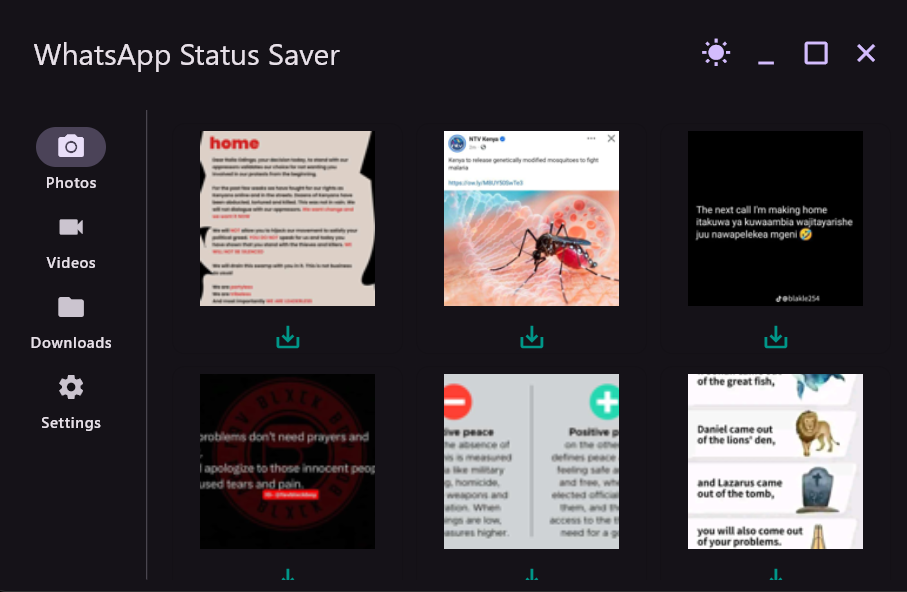 WhatsApp Status Saver
Photos
Videos
Downloads
Settings
home
Dear Raila Odinga, your decision today, to stand with our
oppressors validates our choice for not wanting you
involved in our protests from the beginning.
For the past few weeks we have fought for our rights as
Kenyans online and in the streets. Dozens of Kenyans have
been abducted, tortured and killed. This was not in vain. We
will not dialogue with our oppressors. We want change and
we want it NOW
We will NOT allow you to hijack our movement to satisfy your
political greed. YOU DO NOT speak for us and today you
have shown that you stand with the thieves and killers. WE
WILL NOT BE SILENCED
We will drain this swamp with you in it. This is not business
as usual
We are partyless
We are tribeless
And most importantly WE ARE LEADERLESS
NTV Kenya
Kenya to release genetically modified mosquitoes to fight
malaria
The next call I'm making home
itakuwa ya kuwaambia wajitayarishe
juu nawapelekea mgeni 🤣
@blakle254
problems don't need prayers and
apologize to those innocent peop
used tears and pain.
ive peace
he absence of
his is measured
s like military
g, homicide,
weapons and
ation. When
ngs are low,
asures higher.
Positive p
on the othe
defines peace
feeling safe a
and free, whe
elected official
them, and th
access to the t
need for a g
of the great fish,
Daniel came out
of the lions' den,
and Lazarus came
out of the tomb,
you will also come out
of your problems.